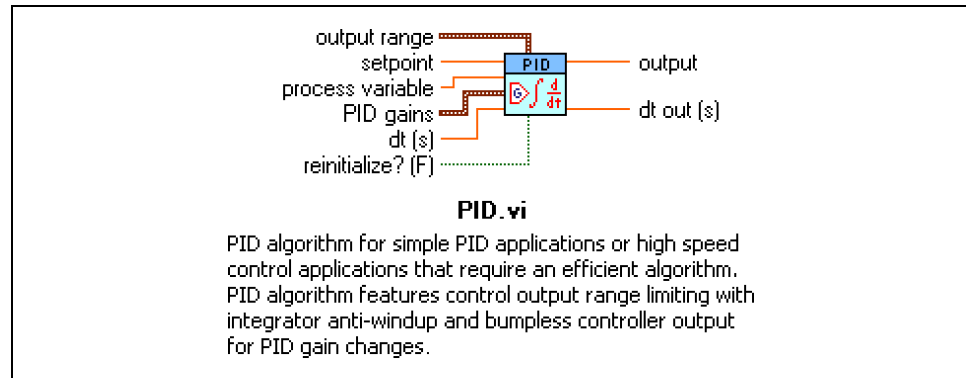 output range
setpoint
process variable
PID gains
dt (s)
reinitialize? (F)
PID
G ∫ d/dt
output
dt out (s)
PID.vi
PID algorithm for simple PID applications or high speed
control applications that require an efficient algorithm.
PID algorithm features control output range limiting with
integrator anti-windup and bumpless controller output
for PID gain changes.